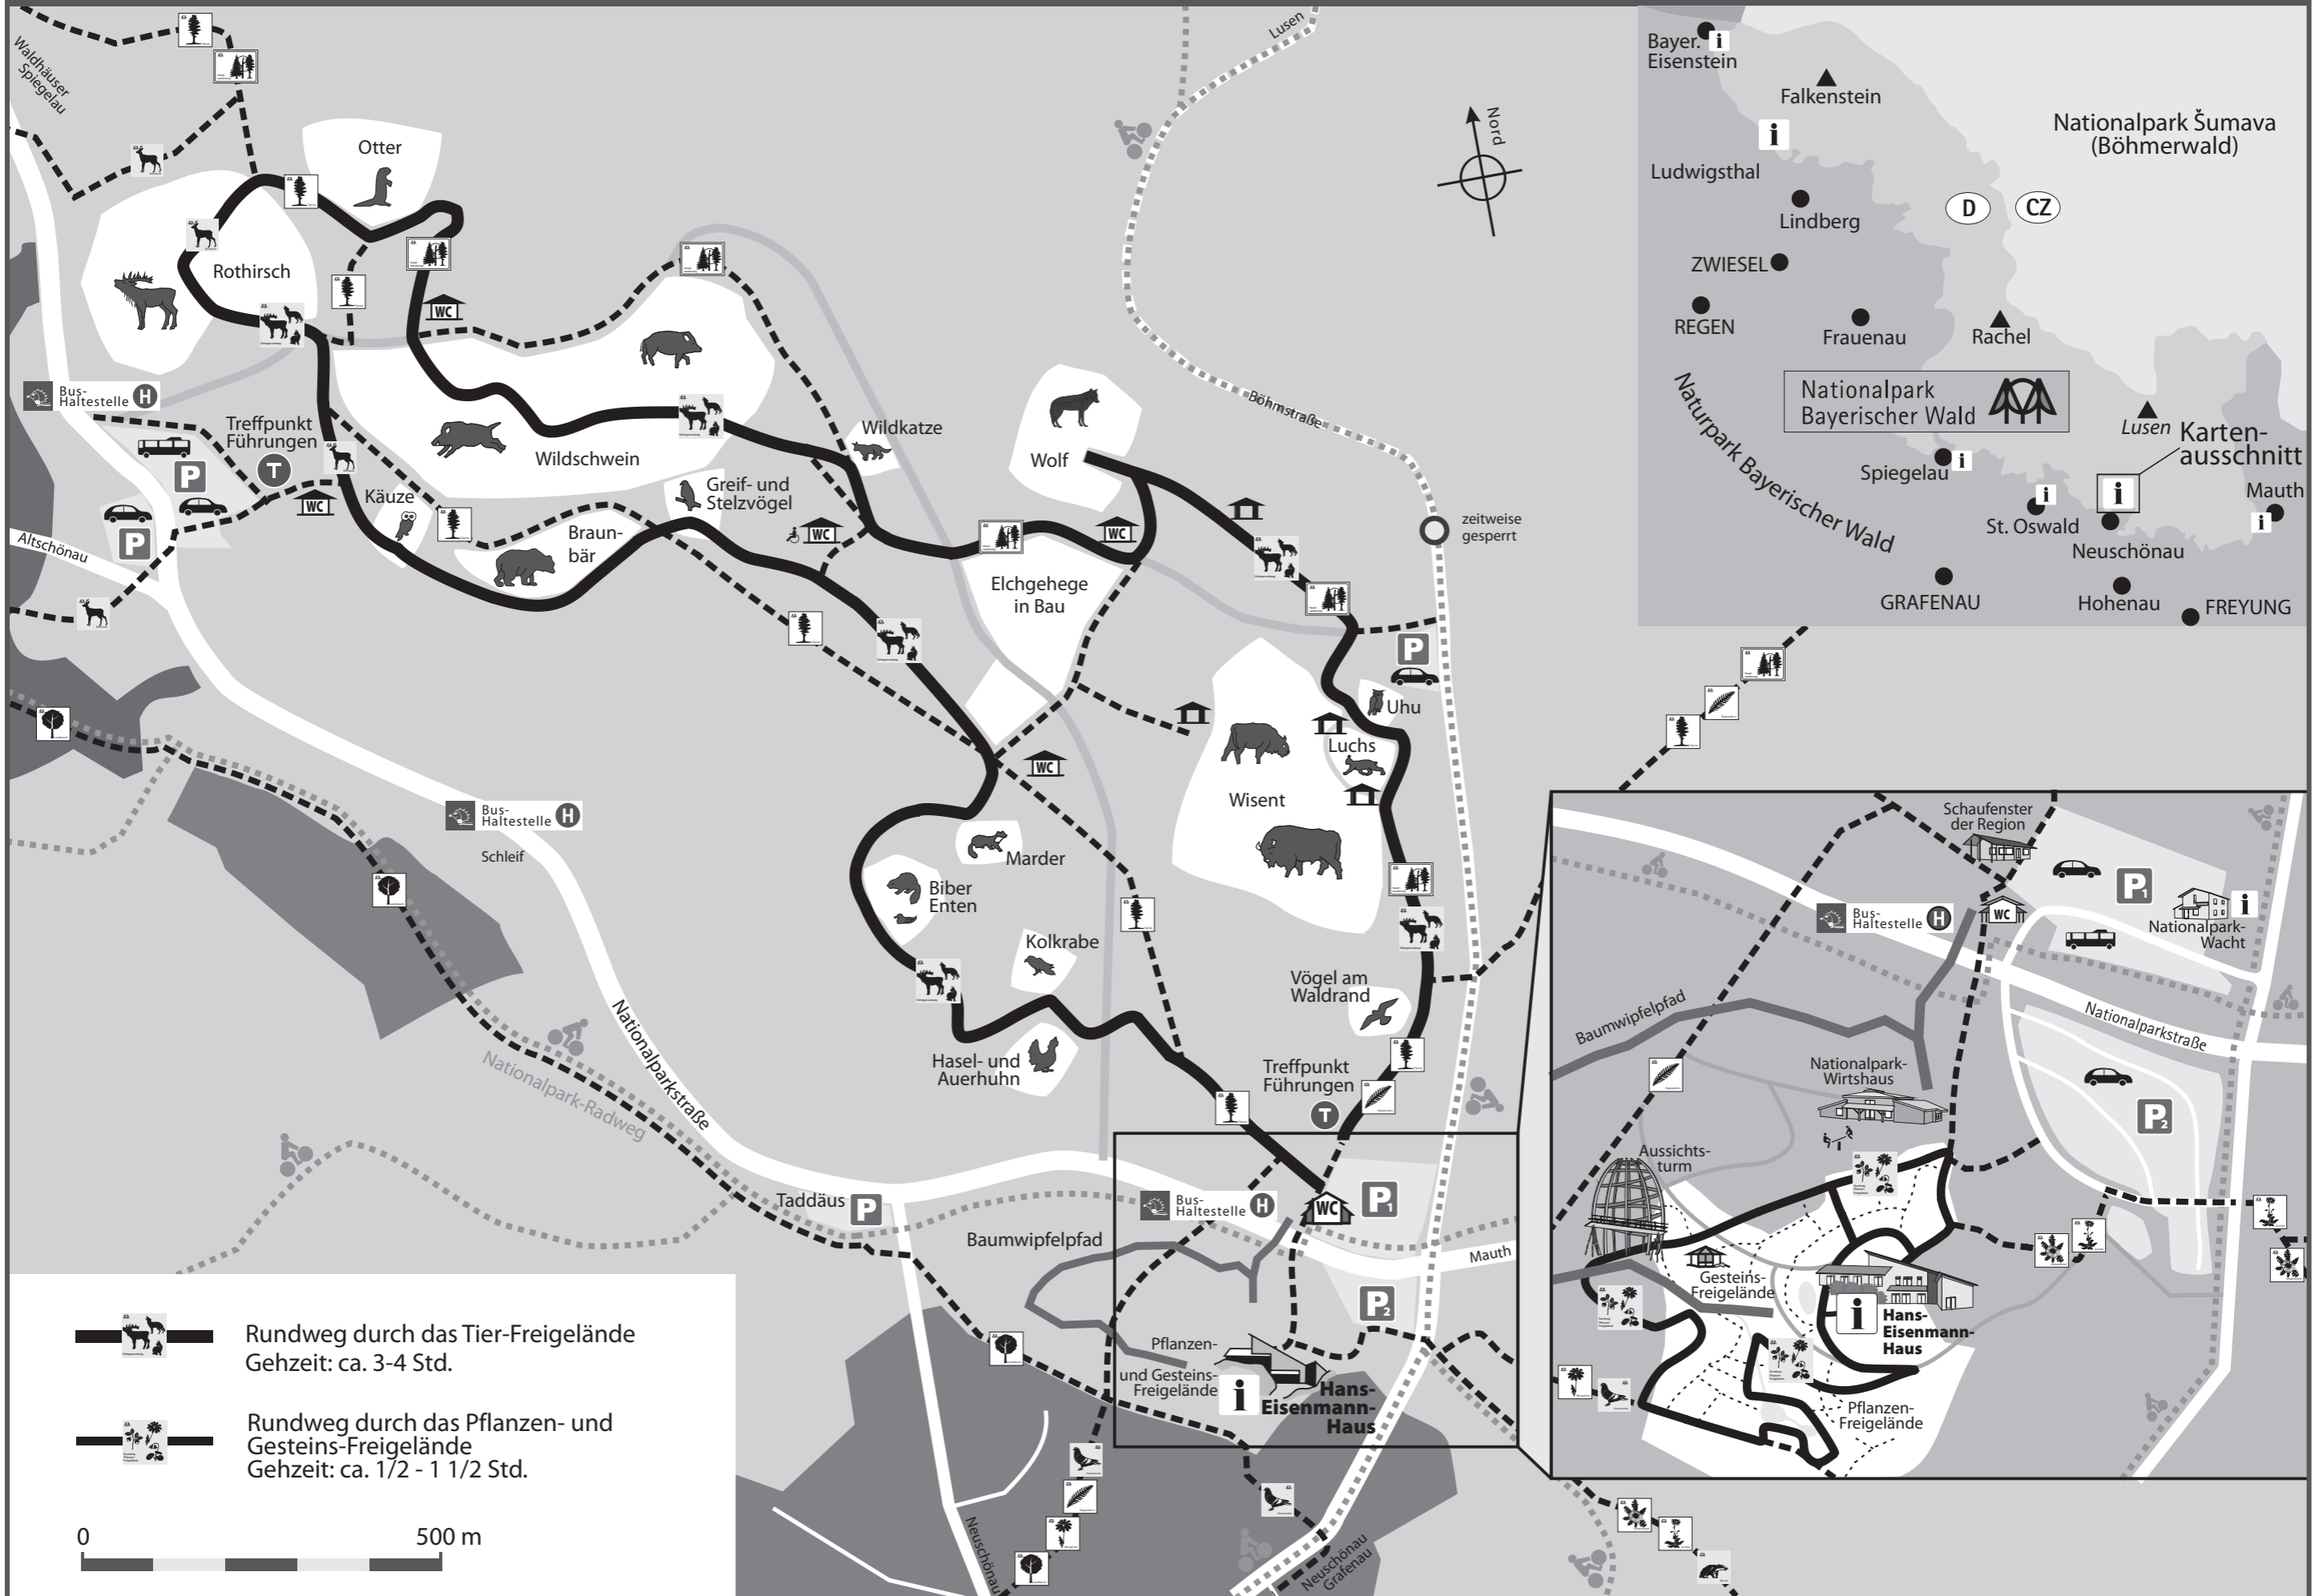 Waldhäuser
Spiegelau
Otter
Rothirsch
WC
Bus-
Haltestelle H
Treffpunkt
Führungen
T
P
P
WC
Altschönau
Käuze
Wildschwein
Braun-
bär
Greif- und
Stelzvögel
WC
Wildkatze
Wolf
WC
Elchgehege
in Bau
Lusen
Nord
Böhmstraße
zeitweise
gesperrt
P
Uhu
Luchs
Wisent
WC
Marder
Biber
Enten
Kolkrabe
Hasel- und
Auerhuhn
Vögel am
Waldrand
Treffpunkt
Führungen
T
Bus-
Haltestelle H
Schleif
Nationalparkstraße
Nationalpark-Radweg
Taddäus P
Bus-
Haltestelle H
WC
P1
Baumwipfelpfad
Mauth
P2
Pflanzen-
und Gesteins-
Freigelände
i
Hans-
Eisenmann-
Haus
Neuschönau
Neuschönau
Grafenau
Bayer.
Eisenstein
i
Falkenstein
i
Ludwigsthal
Lindberg
ZWIESEL
REGEN
Frauenau
Rachel
Nationalpark Šumava
(Böhmerwald)
D
CZ
Nationalpark
Bayerischer Wald
Naturpark Bayerischer Wald
Lusen
Karten-
ausschnitt
Spiegelau
i
i
St. Oswald
i
Neuschönau
Mauth
i
GRAFENAU
Hohenau
FREYUNG
Schaufenster
der Region
P1
i
Nationalpark-
Wacht
Bus-
Haltestelle H
WC
Baumwipfelpfad
Nationalparkstraße
Nationalpark-
Wirtshaus
P2
Aussichts-
turm
Gesteins-
Freigelände
i
Hans-
Eisenmann-
Haus
Pflanzen-
Freigelände
Rundweg durch das Tier-Freigelände
Gehzeit: ca. 3-4 Std.
Rundweg durch das Pflanzen- und
Gesteins-Freigelände
Gehzeit: ca. 1/2 - 1 1/2 Std.
0 500 m